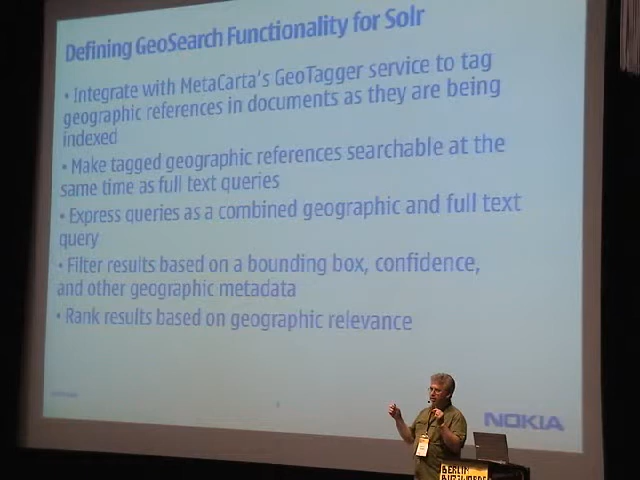 Defining GeoSearch Functionality for Solr
• Integrate with MetaCarta's GeoTagger service to tag
geographic references in documents as they are being
indexed
• Make tagged geographic references searchable at the
same time as full text queries
• Express queries as a combined geographic and full text
query
• Filter results based on a bounding box, confidence,
and other geographic metadata
• Rank results based on geographic relevance
NOKIA
BERLIN